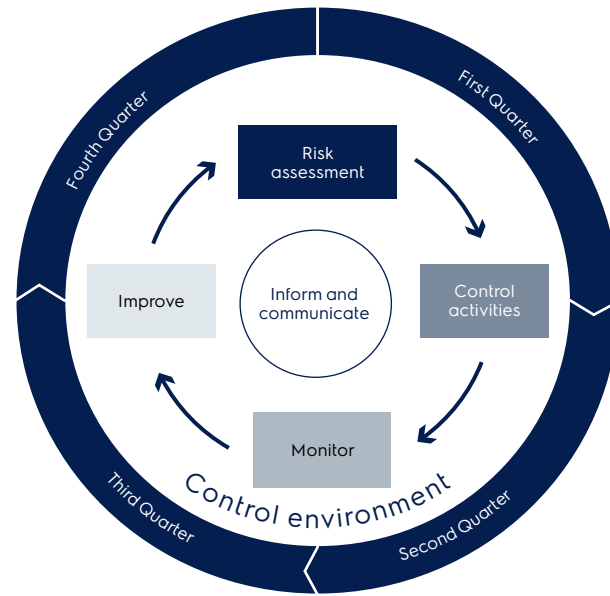 First Quarter
Fourth Quarter
Risk
assessment
Improve
Inform and
communicate
Control
activities
Monitor
Control environment
Third Quarter
Second Quarter